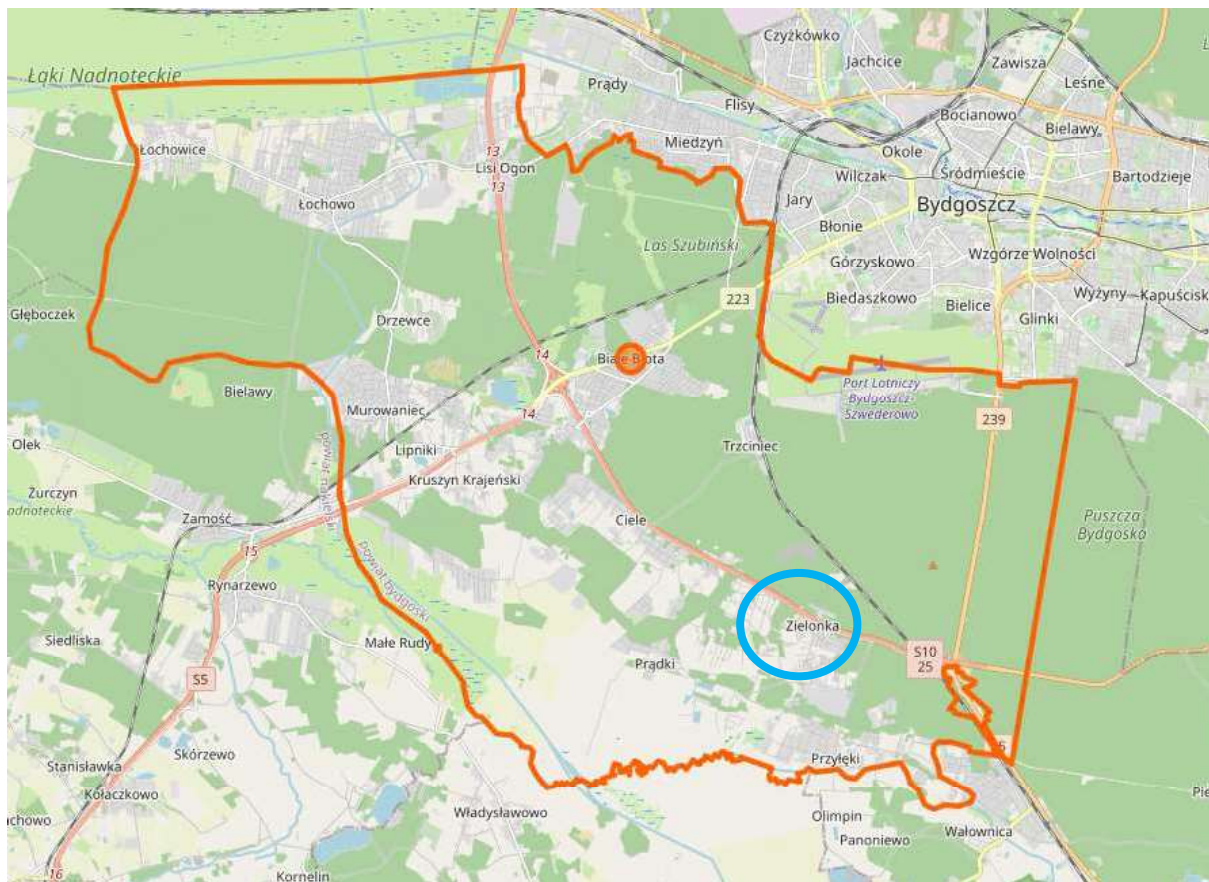 Czyżkówko
Zawisza
Jachcice
Leśne
Łąki Nadnoteckie
Prądy
Flisy
Bocianowo
Bielawy
Miedzyń
Okole
Łochowice
13
13
Lisi Ogon
Wilczak
Śródmieście
Bartodzieje
Łochowo
Jary
Bydgoszcz
Błonie
Las Szubiński
Wzgórze Wolności
Górzyskowo
223
Biedaszkowo
Bielice
Wyżyny
Kapuścisk
Głęboczek
Drzewce
Glinki
14
Białe Błota
Port Lotniczy
Bydgoszcz-
Szwederowo
Bielawy
Murowaniec
14
239
Olek
Lipniki
Trzciniec
Kruszyn Krajeński
Żurczyn
adnoteckie
powiat nakielski
Zamość
Ciele
Puszcza
Bydgoska
15
powiat bydgoski
Rynarzewo
Zielonka
Siedliska
Małe Rudy
S10
25
Prądki
S5
Skórzewo
Przyłęki
Stanisławka
Kołaczkowo
achowo
Władysławowo
Olimpin
Panoniewo
Wałownica
16
Kornelin